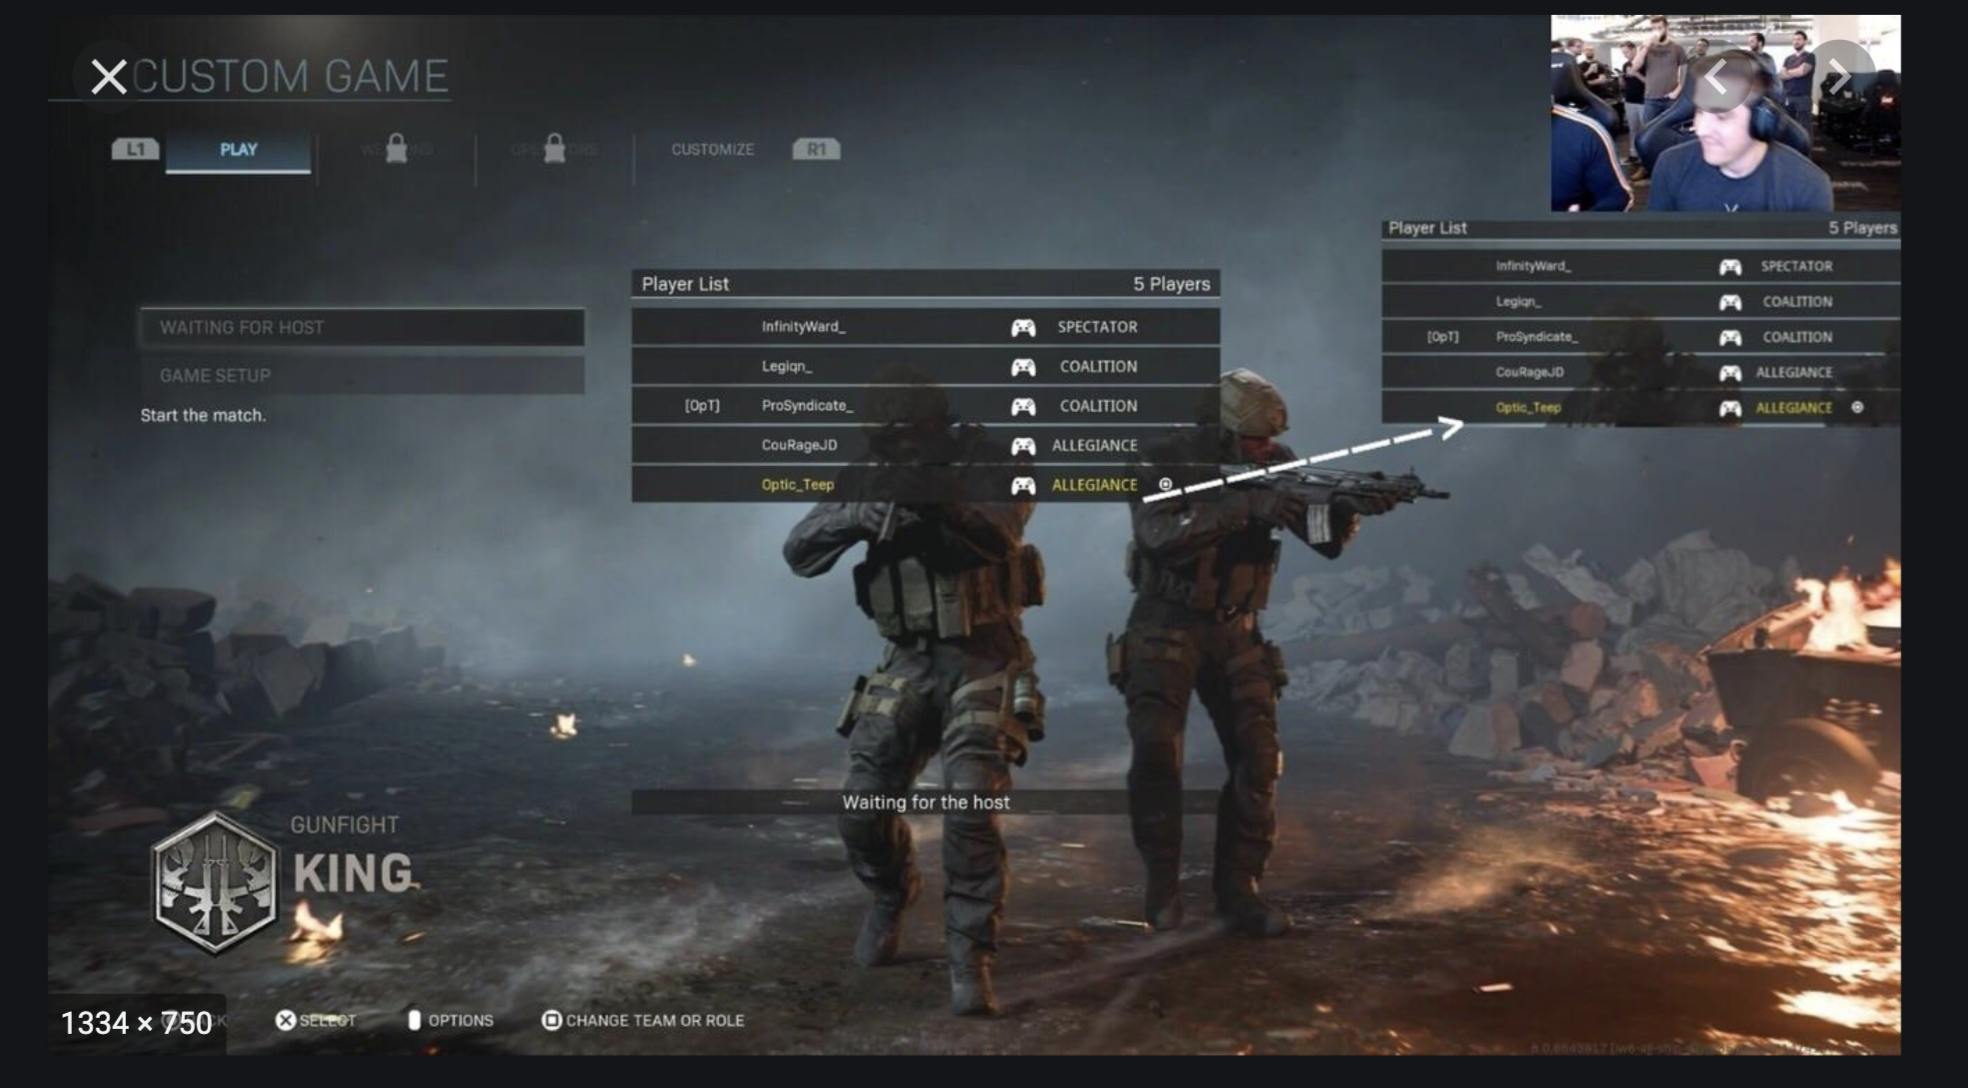 CUSTOM GAME
L1
PLAY
CUSTOMIZE
R1
WAITING FOR HOST
GAME SETUP
Start the match.
Player List 5 Players
InfinityWard_ SPECTATOR
Legiqn_ COALITION
[OpT] ProSyndicate_ COALITION
CouRageJD ALLEGIANCE
Optic_Teep ALLEGIANCE
Player List 5 Players
InfinityWard_ SPECTATOR
Legiqn_ COALITION
[OpT] ProSyndicate_ COALITION
CouRageJD ALLEGIANCE
Optic_Teep ALLEGIANCE
Waiting for the host
GUNFIGHT
KING
1334 × 750
SELECT
OPTIONS
CHANGE TEAM OR ROLE